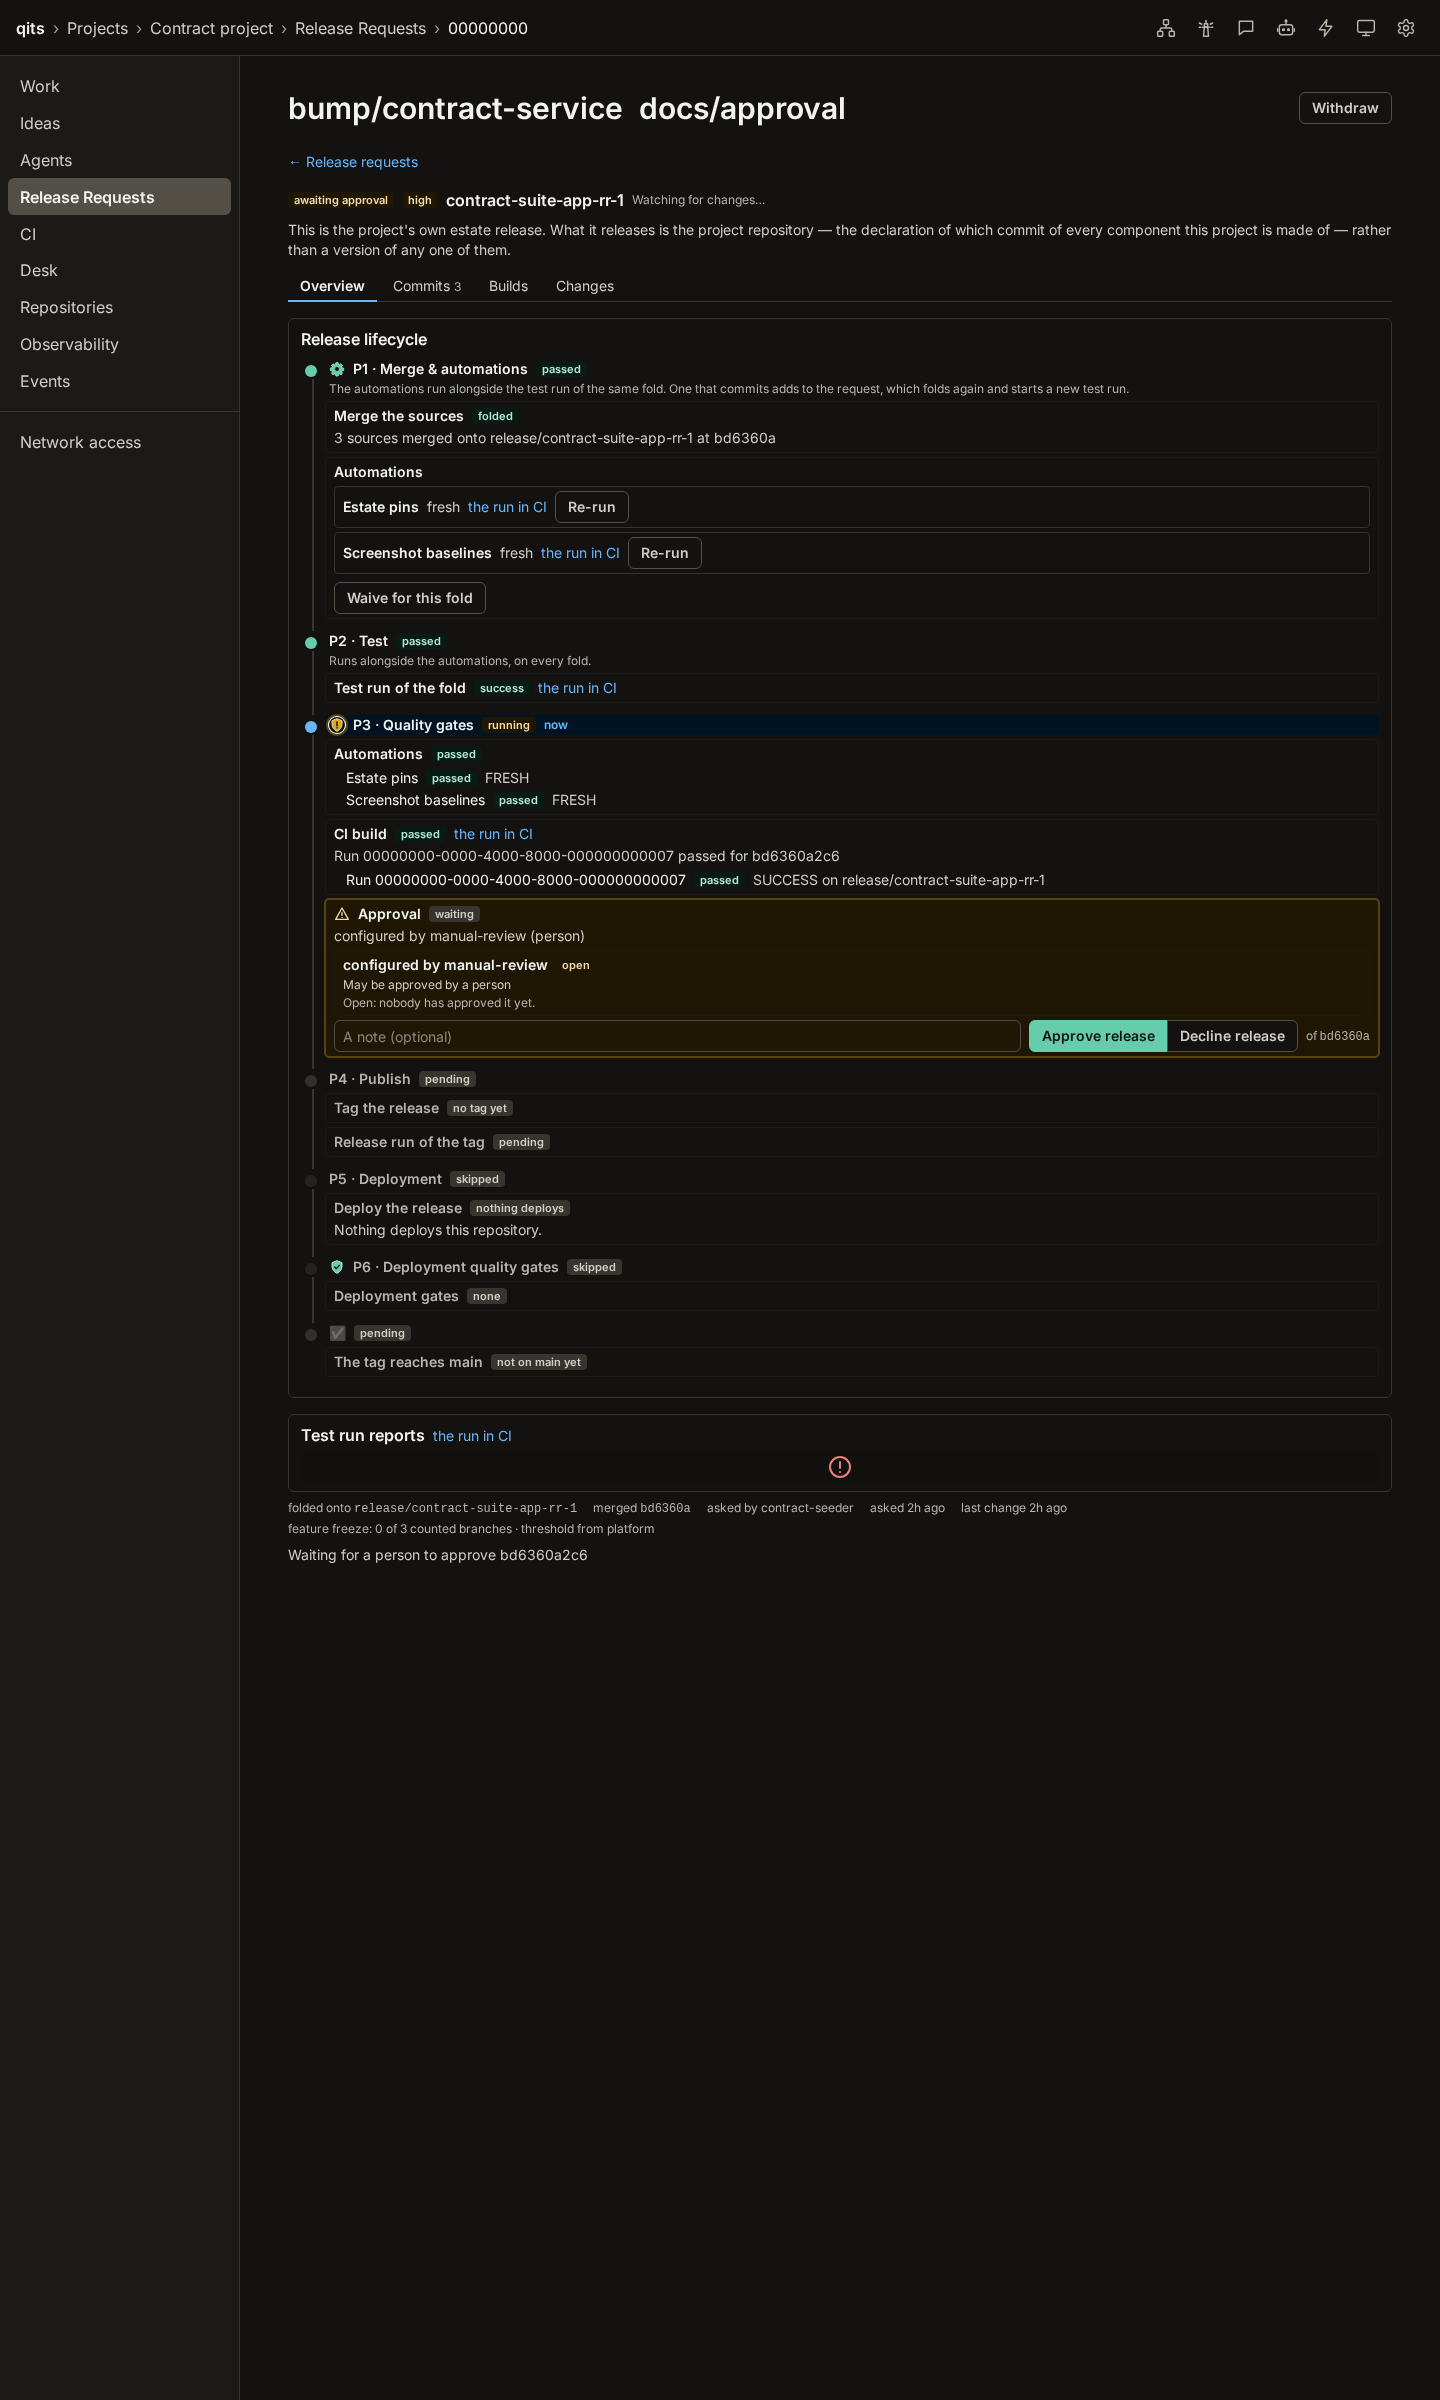 qits › Projects › Contract project › Release Requests › 00000000
Work
Ideas
Agents
Release Requests
CI
Desk
Repositories
Observability
Events
Network access
bump/contract-service docs/approval
Withdraw
← Release requests
awaiting approval high contract-suite-app-rr-1 Watching for changes...
This is the project's own estate release. What it releases is the project repository — the declaration of which commit of every component this project is made of — rather
than a version of any one of them.
Overview Commits 3 Builds Changes
Release lifecycle
P1 · Merge & automations passed
The automations run alongside the test run of the same fold. One that commits adds to the request, which folds again and starts a new test run.
Merge the sources folded
3 sources merged onto release/contract-suite-app-rr-1 at bd6360a
Automations
Estate pins fresh the run in CI Re-run
Screenshot baselines fresh the run in CI Re-run
Waive for this fold
P2 · Test passed
Runs alongside the automations, on every fold.
Test run of the fold success the run in CI
P3 · Quality gates running now
Automations passed
Estate pins passed FRESH
Screenshot baselines passed FRESH
CI build passed the run in CI
Run 00000000-0000-4000-8000-000000000007 passed for bd6360a2c6
Run 00000000-0000-4000-8000-000000000007 passed SUCCESS on release/contract-suite-app-rr-1
Approval waiting
configured by manual-review (person)
configured by manual-review open
May be approved by a person
Open: nobody has approved it yet.
A note (optional) Approve release Decline release of bd6360a
P4 · Publish pending
Tag the release no tag yet
Release run of the tag pending
P5 · Deployment skipped
Deploy the release nothing deploys
Nothing deploys this repository.
P6 · Deployment quality gates skipped
Deployment gates none
pending
The tag reaches main not on main yet
Test run reports the run in CI
folded onto release/contract-suite-app-rr-1 merged bd6360a asked by contract-seeder asked 2h ago last change 2h ago
feature freeze: 0 of 3 counted branches · threshold from platform
Waiting for a person to approve bd6360a2c6